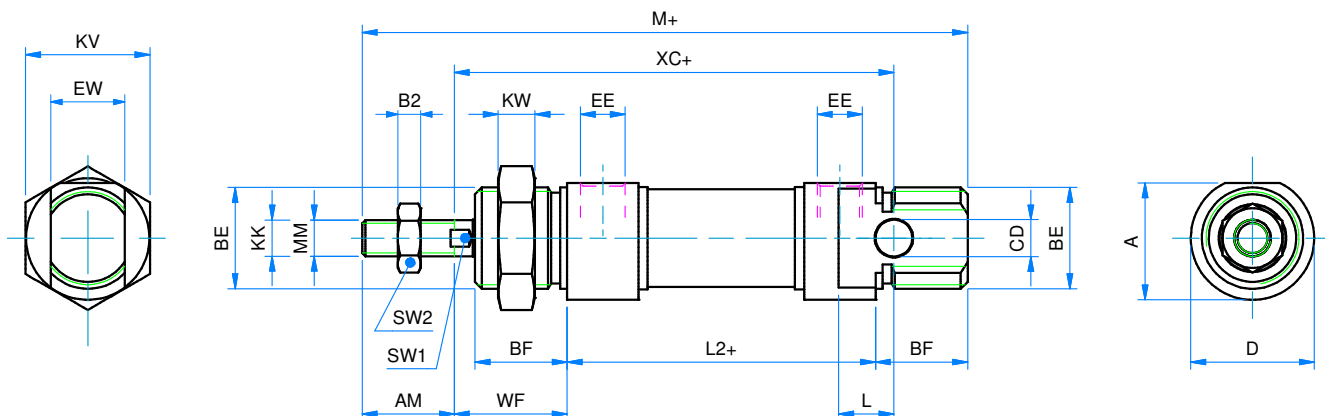 M+
KV
XC+
EW
B2
KW
EE
EE
BE
KK
MM
CD
BE
A
SW2
SW1
BF
L2+
BF
D
AM
WF
L